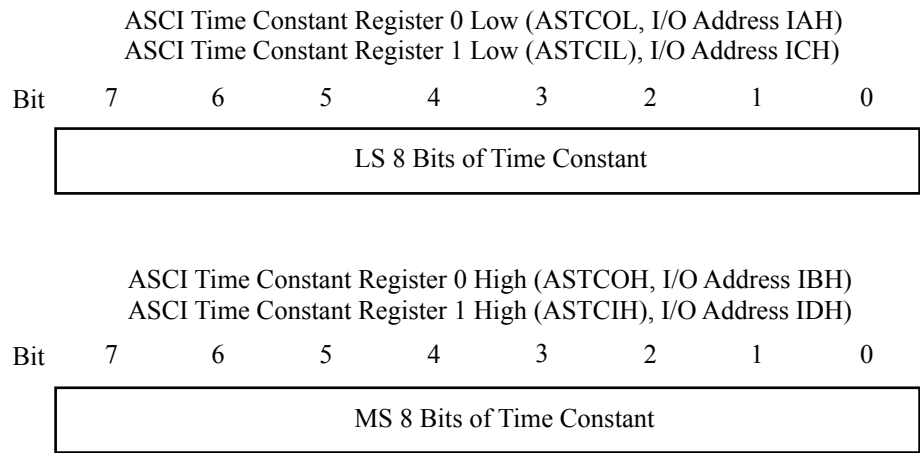 ASCI Time Constant Register 0 Low (ASTCOL, I/O Address IAH)
ASCI Time Constant Register 1 Low (ASTCIL), I/O Address ICH)
Bit 7 6 5 4 3 2 1 0
LS 8 Bits of Time Constant
ASCI Time Constant Register 0 High (ASTCOH, I/O Address IBH)
ASCI Time Constant Register 1 High (ASTCIH), I/O Address IDH)
Bit 7 6 5 4 3 2 1 0
MS 8 Bits of Time Constant